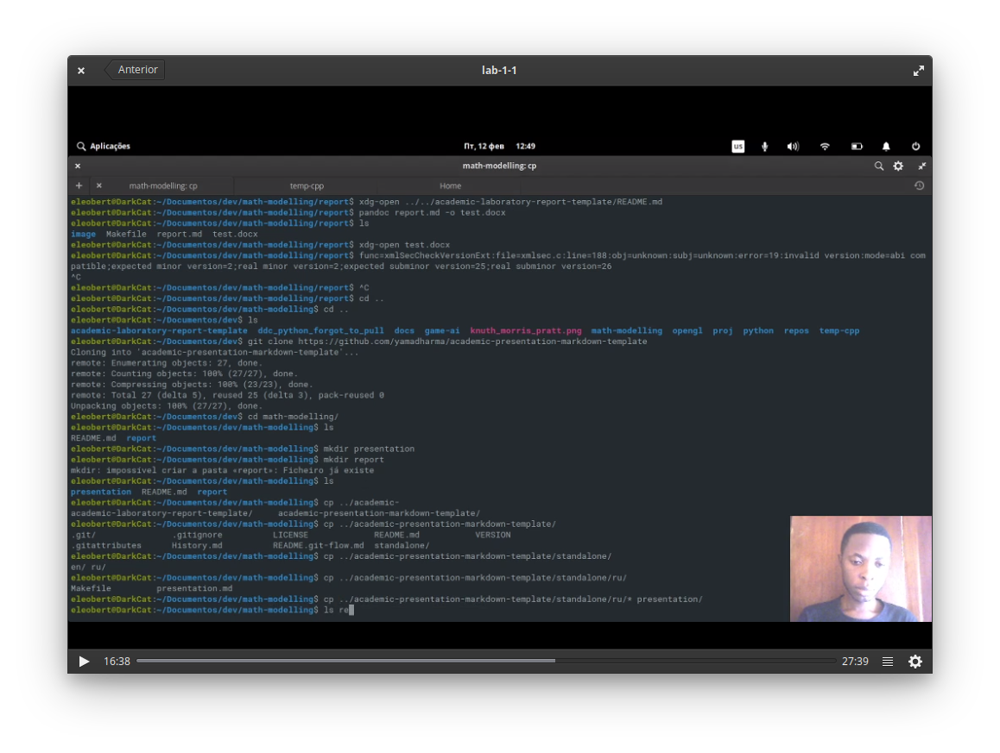 Anterior
lab-1-1
Aplicações
Пт, 12 фев 12:49
us
math-modelling: cp
math-modelling: cp temp-cpp Home
eleobert@DarkCat:~/Documentos/dev/math-modelling/report$ xdg-open ../../academic-laboratory-report-template/README.md
eleobert@DarkCat:~/Documentos/dev/math-modelling/report$ pandoc report.md -o test.docx
eleobert@DarkCat:~/Documentos/dev/math-modelling/report$ ls
image Makefile report.md test.docx
eleobert@DarkCat:~/Documentos/dev/math-modelling/report$ xdg-open test.docx
eleobert@DarkCat:~/Documentos/dev/math-modelling/report$ func=xmlSecCheckVersionExt:file=xmlsec.c:line=188:obj=unknown:subj=unknown:error=19:invalid version:mode=abi com
patible;expected minor version=2;real minor version=2;expected subminor version=25;real subminor version=26
^C
eleobert@DarkCat:~/Documentos/dev/math-modelling/report$ ^C
eleobert@DarkCat:~/Documentos/dev/math-modelling/report$ cd ..
eleobert@DarkCat:~/Documentos/dev/math-modelling$ cd ..
eleobert@DarkCat:~/Documentos/dev$ ls
academic-laboratory-report-template ddc_python_forgot_to_pull docs game-ai knuth_morris_pratt.png math-modelling opengl proj python repos temp-cpp
eleobert@DarkCat:~/Documentos/dev$ git clone https://github.com/yamadharma/academic-presentation-markdown-template
Cloning into 'academic-presentation-markdown-template'...
remote: Enumerating objects: 27, done.
remote: Counting objects: 100% (27/27), done.
remote: Compressing objects: 100% (23/23), done.
remote: Total 27 (delta 5), reused 25 (delta 3), pack-reused 0
Unpacking objects: 100% (27/27), done.
eleobert@DarkCat:~/Documentos/dev$ cd math-modelling/
eleobert@DarkCat:~/Documentos/dev/math-modelling$ ls
README.md report
eleobert@DarkCat:~/Documentos/dev/math-modelling$ mkdir presentation
eleobert@DarkCat:~/Documentos/dev/math-modelling$ mkdir report
mkdir: impossível criar a pasta «report»: Ficheiro já existe
eleobert@DarkCat:~/Documentos/dev/math-modelling$ ls
presentation README.md report
eleobert@DarkCat:~/Documentos/dev/math-modelling$ cp ../academic-
academic-laboratory-report-template/ academic-presentation-markdown-template/
eleobert@DarkCat:~/Documentos/dev/math-modelling$ cp ../academic-presentation-markdown-template/
.git/ .gitignore LICENSE README.md VERSION
.gitattributes History.md README.git-flow.md standalone/
eleobert@DarkCat:~/Documentos/dev/math-modelling$ cp ../academic-presentation-markdown-template/standalone/
en/ ru/
eleobert@DarkCat:~/Documentos/dev/math-modelling$ cp ../academic-presentation-markdown-template/standalone/ru/
Makefile presentation.md
eleobert@DarkCat:~/Documentos/dev/math-modelling$ cp ../academic-presentation-markdown-template/standalone/ru/* presentation/
eleobert@DarkCat:~/Documentos/dev/math-modelling$ ls re
16:38 27:39